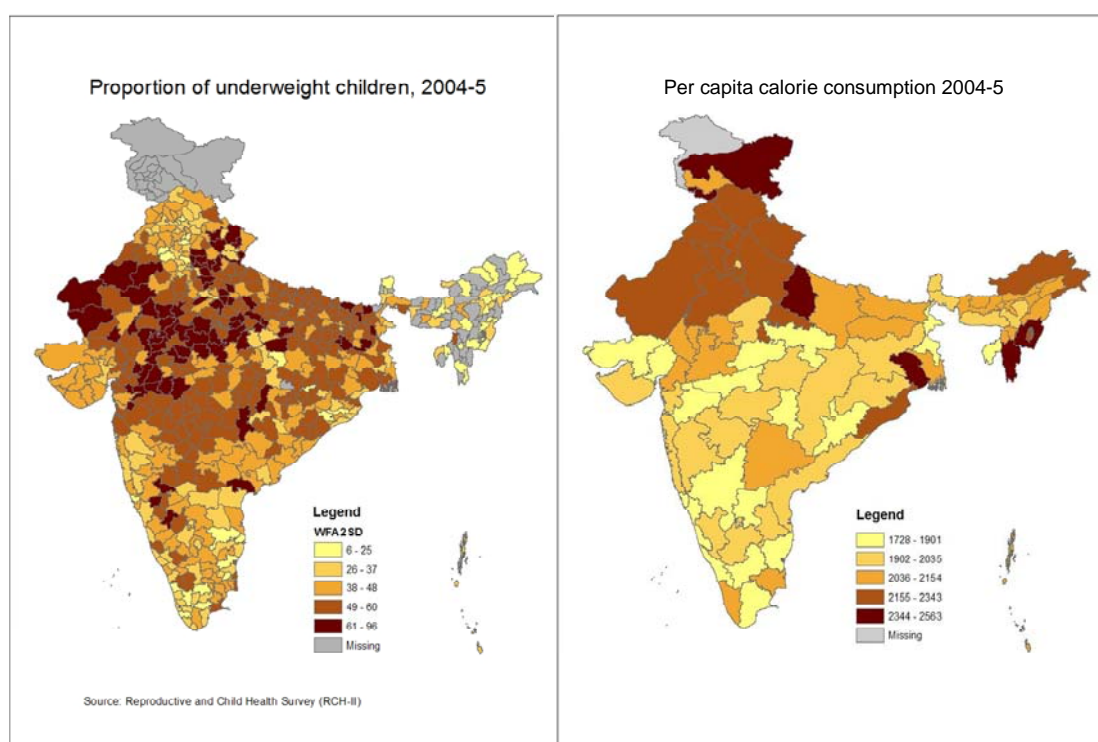 Proportion of underweight children, 2004-5
Legend
WFA2SD
6 - 25
26 - 37
38 - 48
49 - 60
61 - 96
Missing
Source: Reproductive and Child Health Survey (RCH-II)
Per capita calorie consumption 2004-5
Legend
1728 - 1901
1902 - 2035
2036 - 2154
2155 - 2343
2344 - 2563
Missing